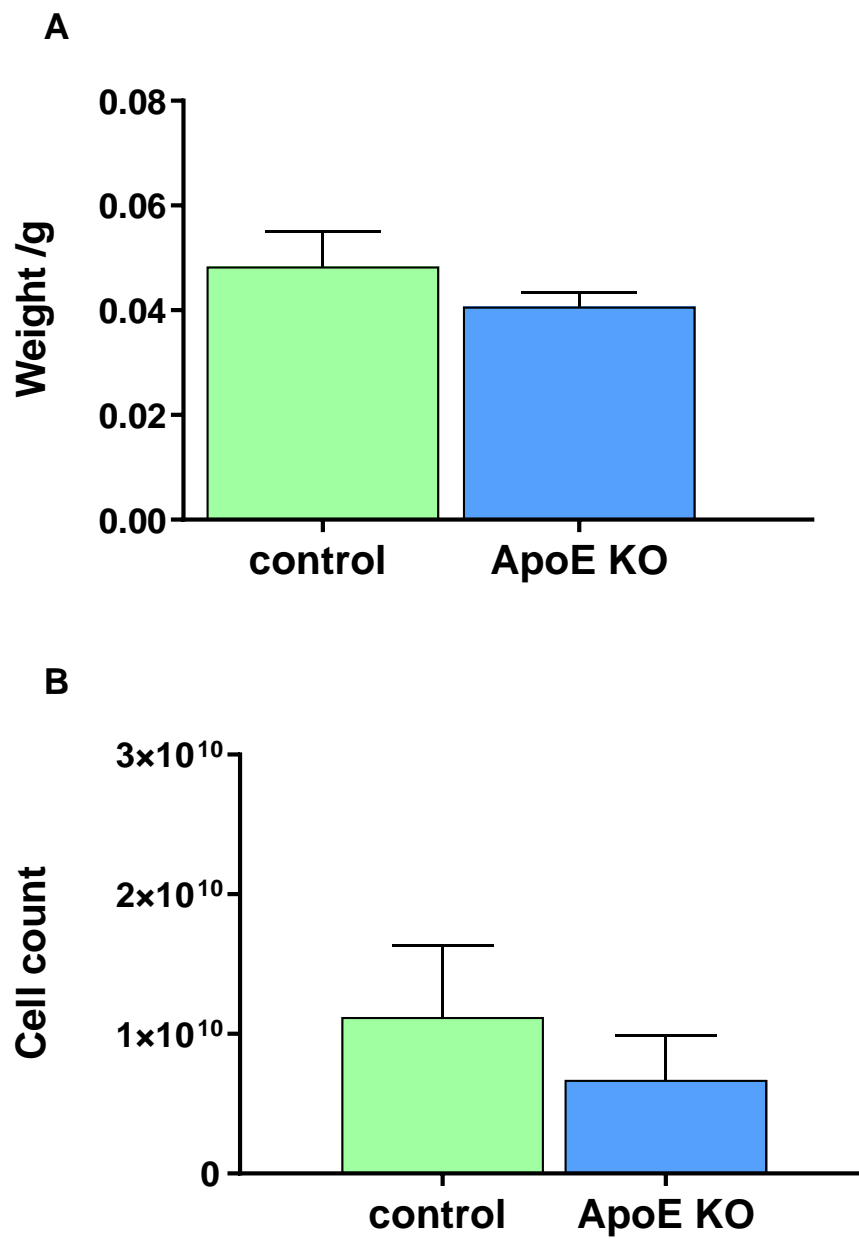 A
Weight /g
0.08
0.06
0.04
0.02
0.00
control ApoE KO
B
Cell count
3×10¹⁰
2×10¹⁰
1×10¹⁰
0
control ApoE KO